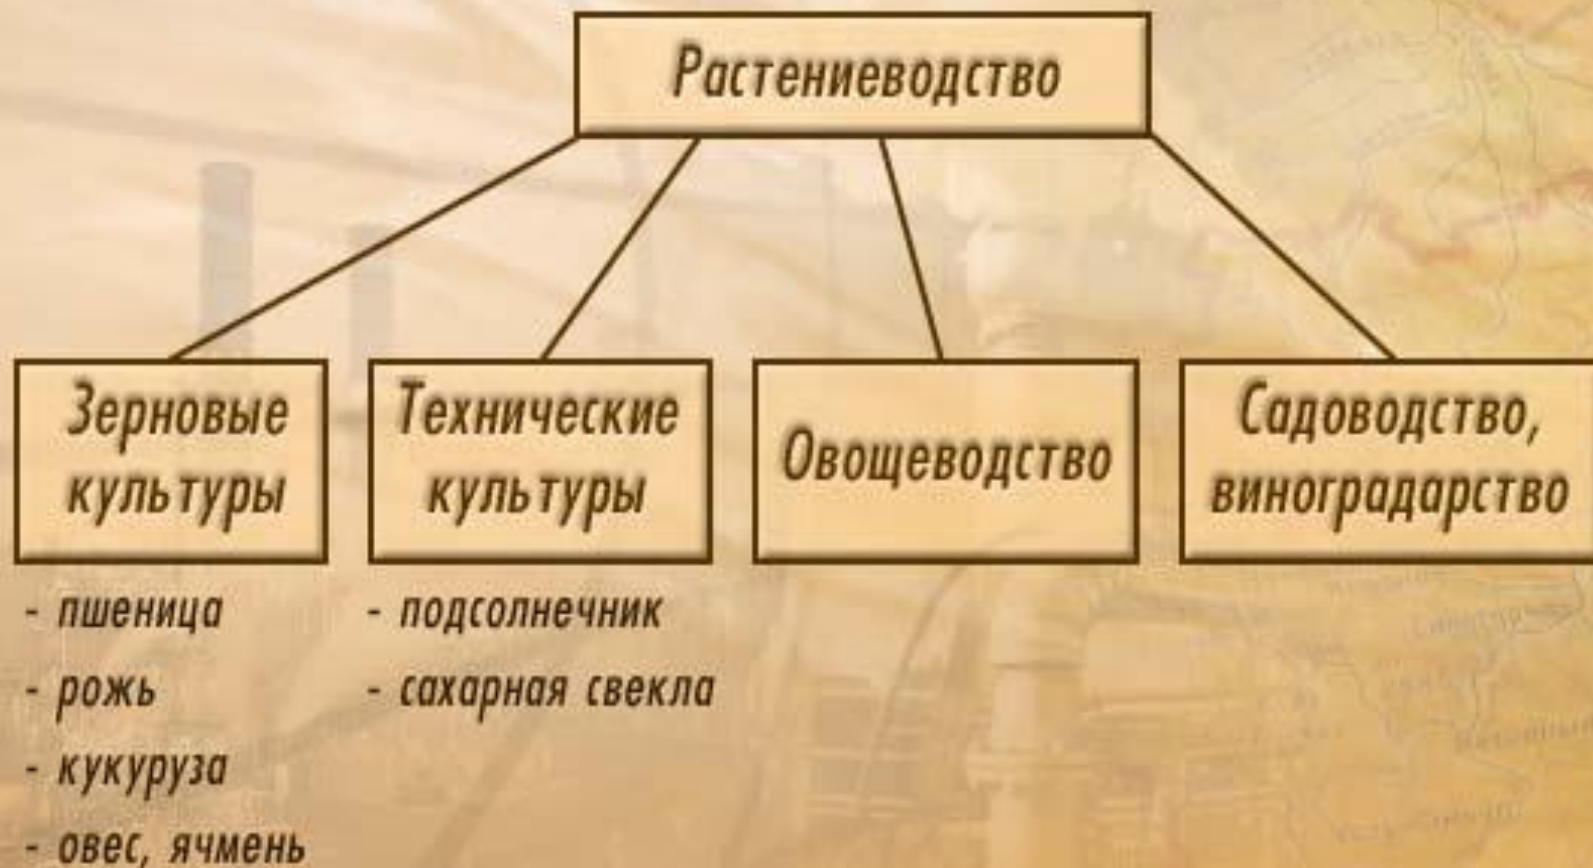 Растениеводство
Зерновые
культуры
- пшеница
- рожь
- кукуруза
- овес, ячмень
Технические
культуры
- подсолнечник
- сахарная свекла
Овощеводство
Садоводство,
виноградарство